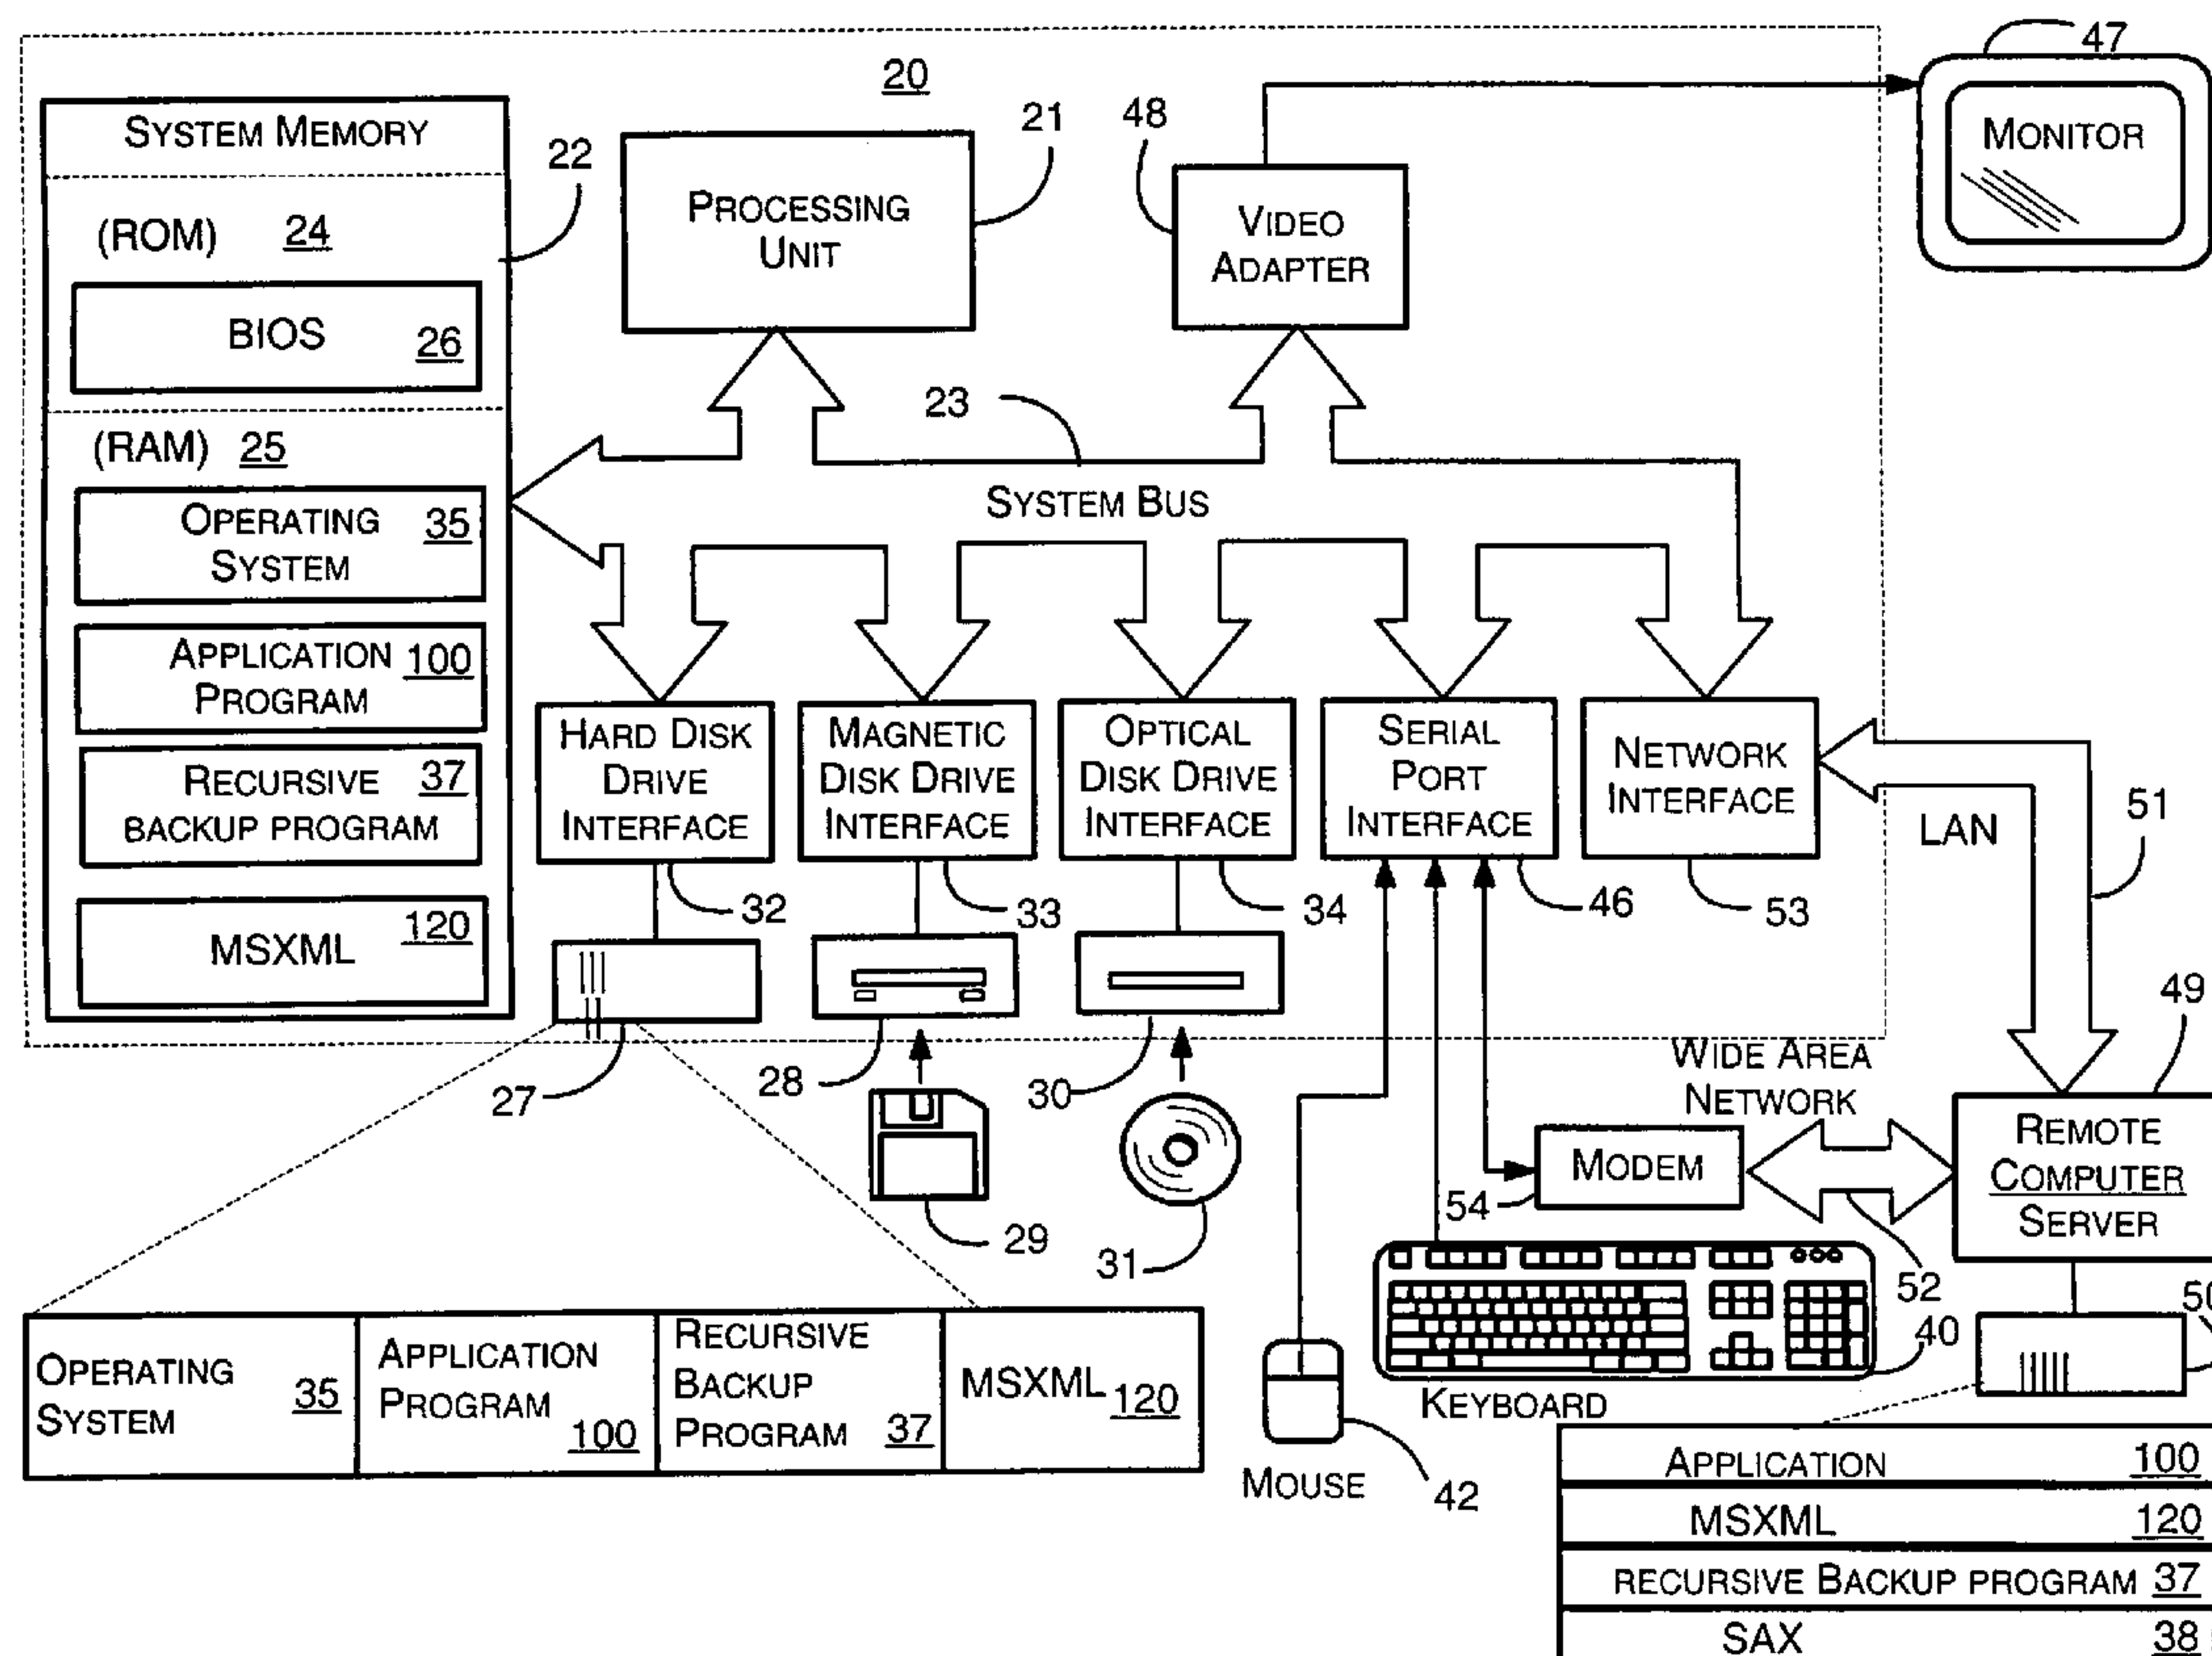 20
47
SYSTEM MEMORY
22
(ROM) 24
BIOS 26
(RAM) 25
OPERATING 35
SYSTEM
APPLICATION 100
PROGRAM
RECURSIVE 37
BACKUP PROGRAM
MSXML 120
PROCESSING
UNIT
21
48
VIDEO
ADAPTER
MONITOR
23
SYSTEM BUS
HARD DISK
DRIVE
INTERFACE
32
MAGNETIC
DISK DRIVE
INTERFACE
33
OPTICAL
DISK DRIVE
INTERFACE
34
SERIAL
PORT
INTERFACE
46
NETWORK
INTERFACE
53
LAN
51
49
27
28
29
30
31
WIDE AREA
NETWORK
MODEM
54
52
REMOTE
COMPUTER
SERVER
40
KEYBOARD
MOUSE
42
OPERATING
SYSTEM 35
APPLICATION
PROGRAM
100
RECURSIVE
BACKUP
PROGRAM 37
MSXML 120
APPLICATION 100
MSXML 120
RECURSIVE BACKUP PROGRAM 37
SAX 38